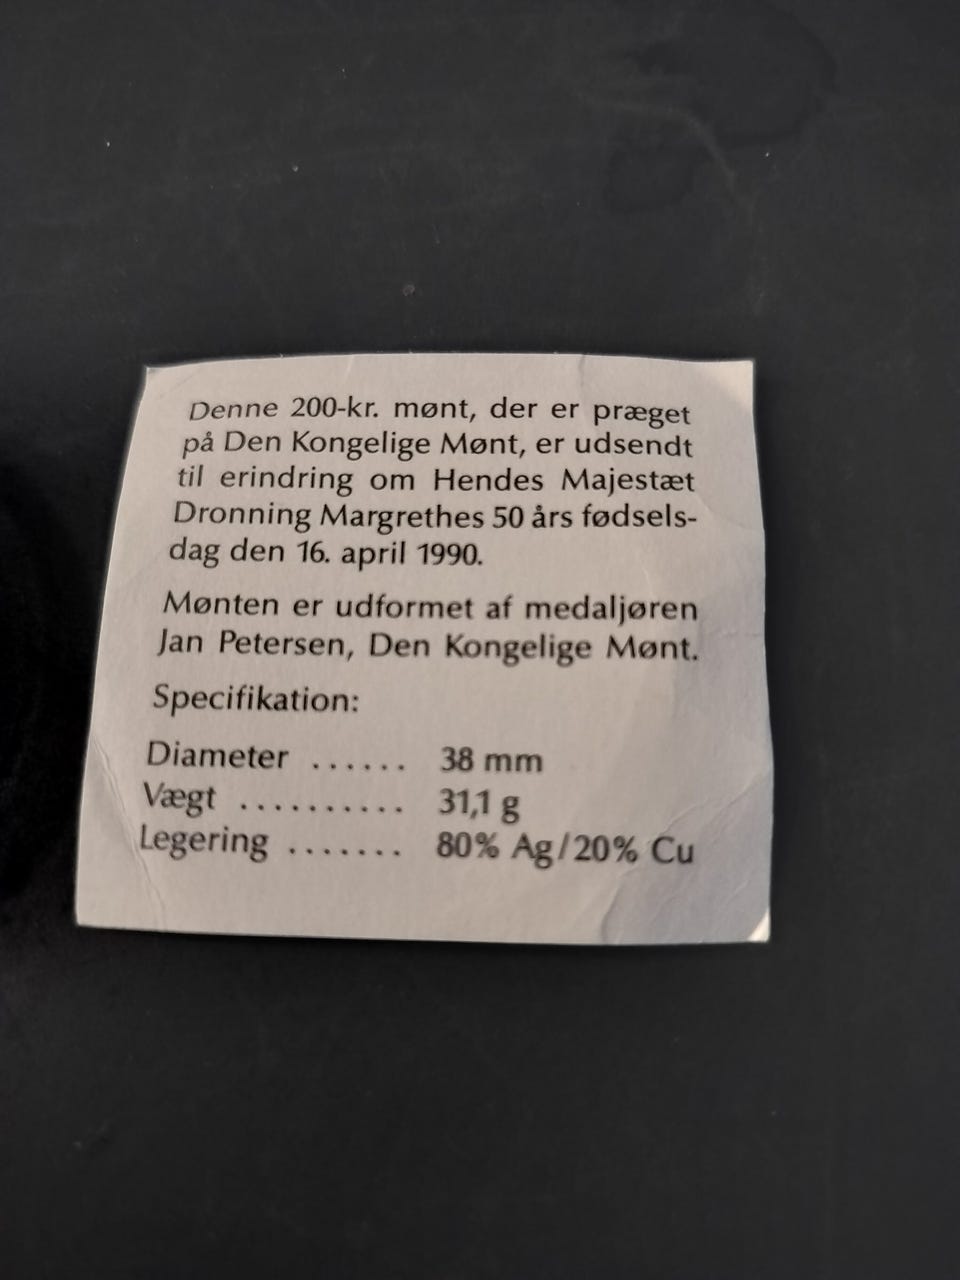 Denne 200-kr. mønt, der er præget
på Den Kongelige Mønt, er udsendt
til erindring om Hendes Majestæt
Dronning Margrethes 50 års fødsels-
dag den 16. april 1990.
Mønten er udformet af medaljøren
Jan Petersen, Den Kongelige Mønt.
Specifikation:
Diameter ...... 38 mm
Vægt .......... 31,1 g
Legering ....... 80% Ag/20% Cu